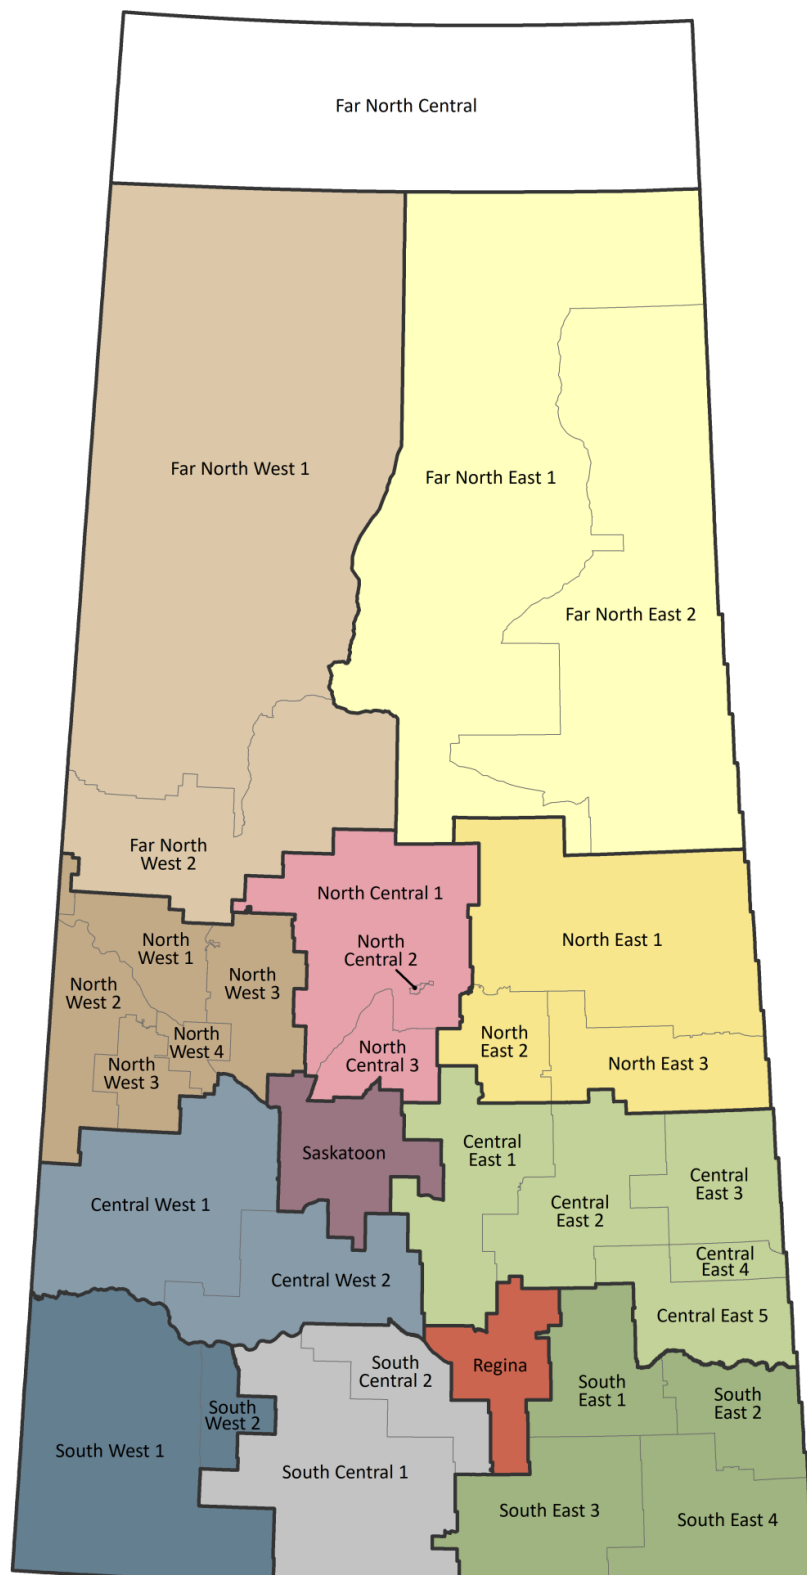 Far North Central
Far North West 1
Far North East 1
Far North East 2
Far North
West 2
North Central 1
North
Central 2
North
West 1
North East 1
North
West 2
North
West 3
North
West 4
North
East 2
North
Central 3
North East 3
North
West 3
Saskatoon
Central
East 1
Central
East 3
Central West 1
Central
East 2
Central
East 4
Central West 2
Central East 5
Regina
South
Central 2
South
East 1
South
East 2
South
West 2
South West 1
South Central 1
South East 3
South East 4